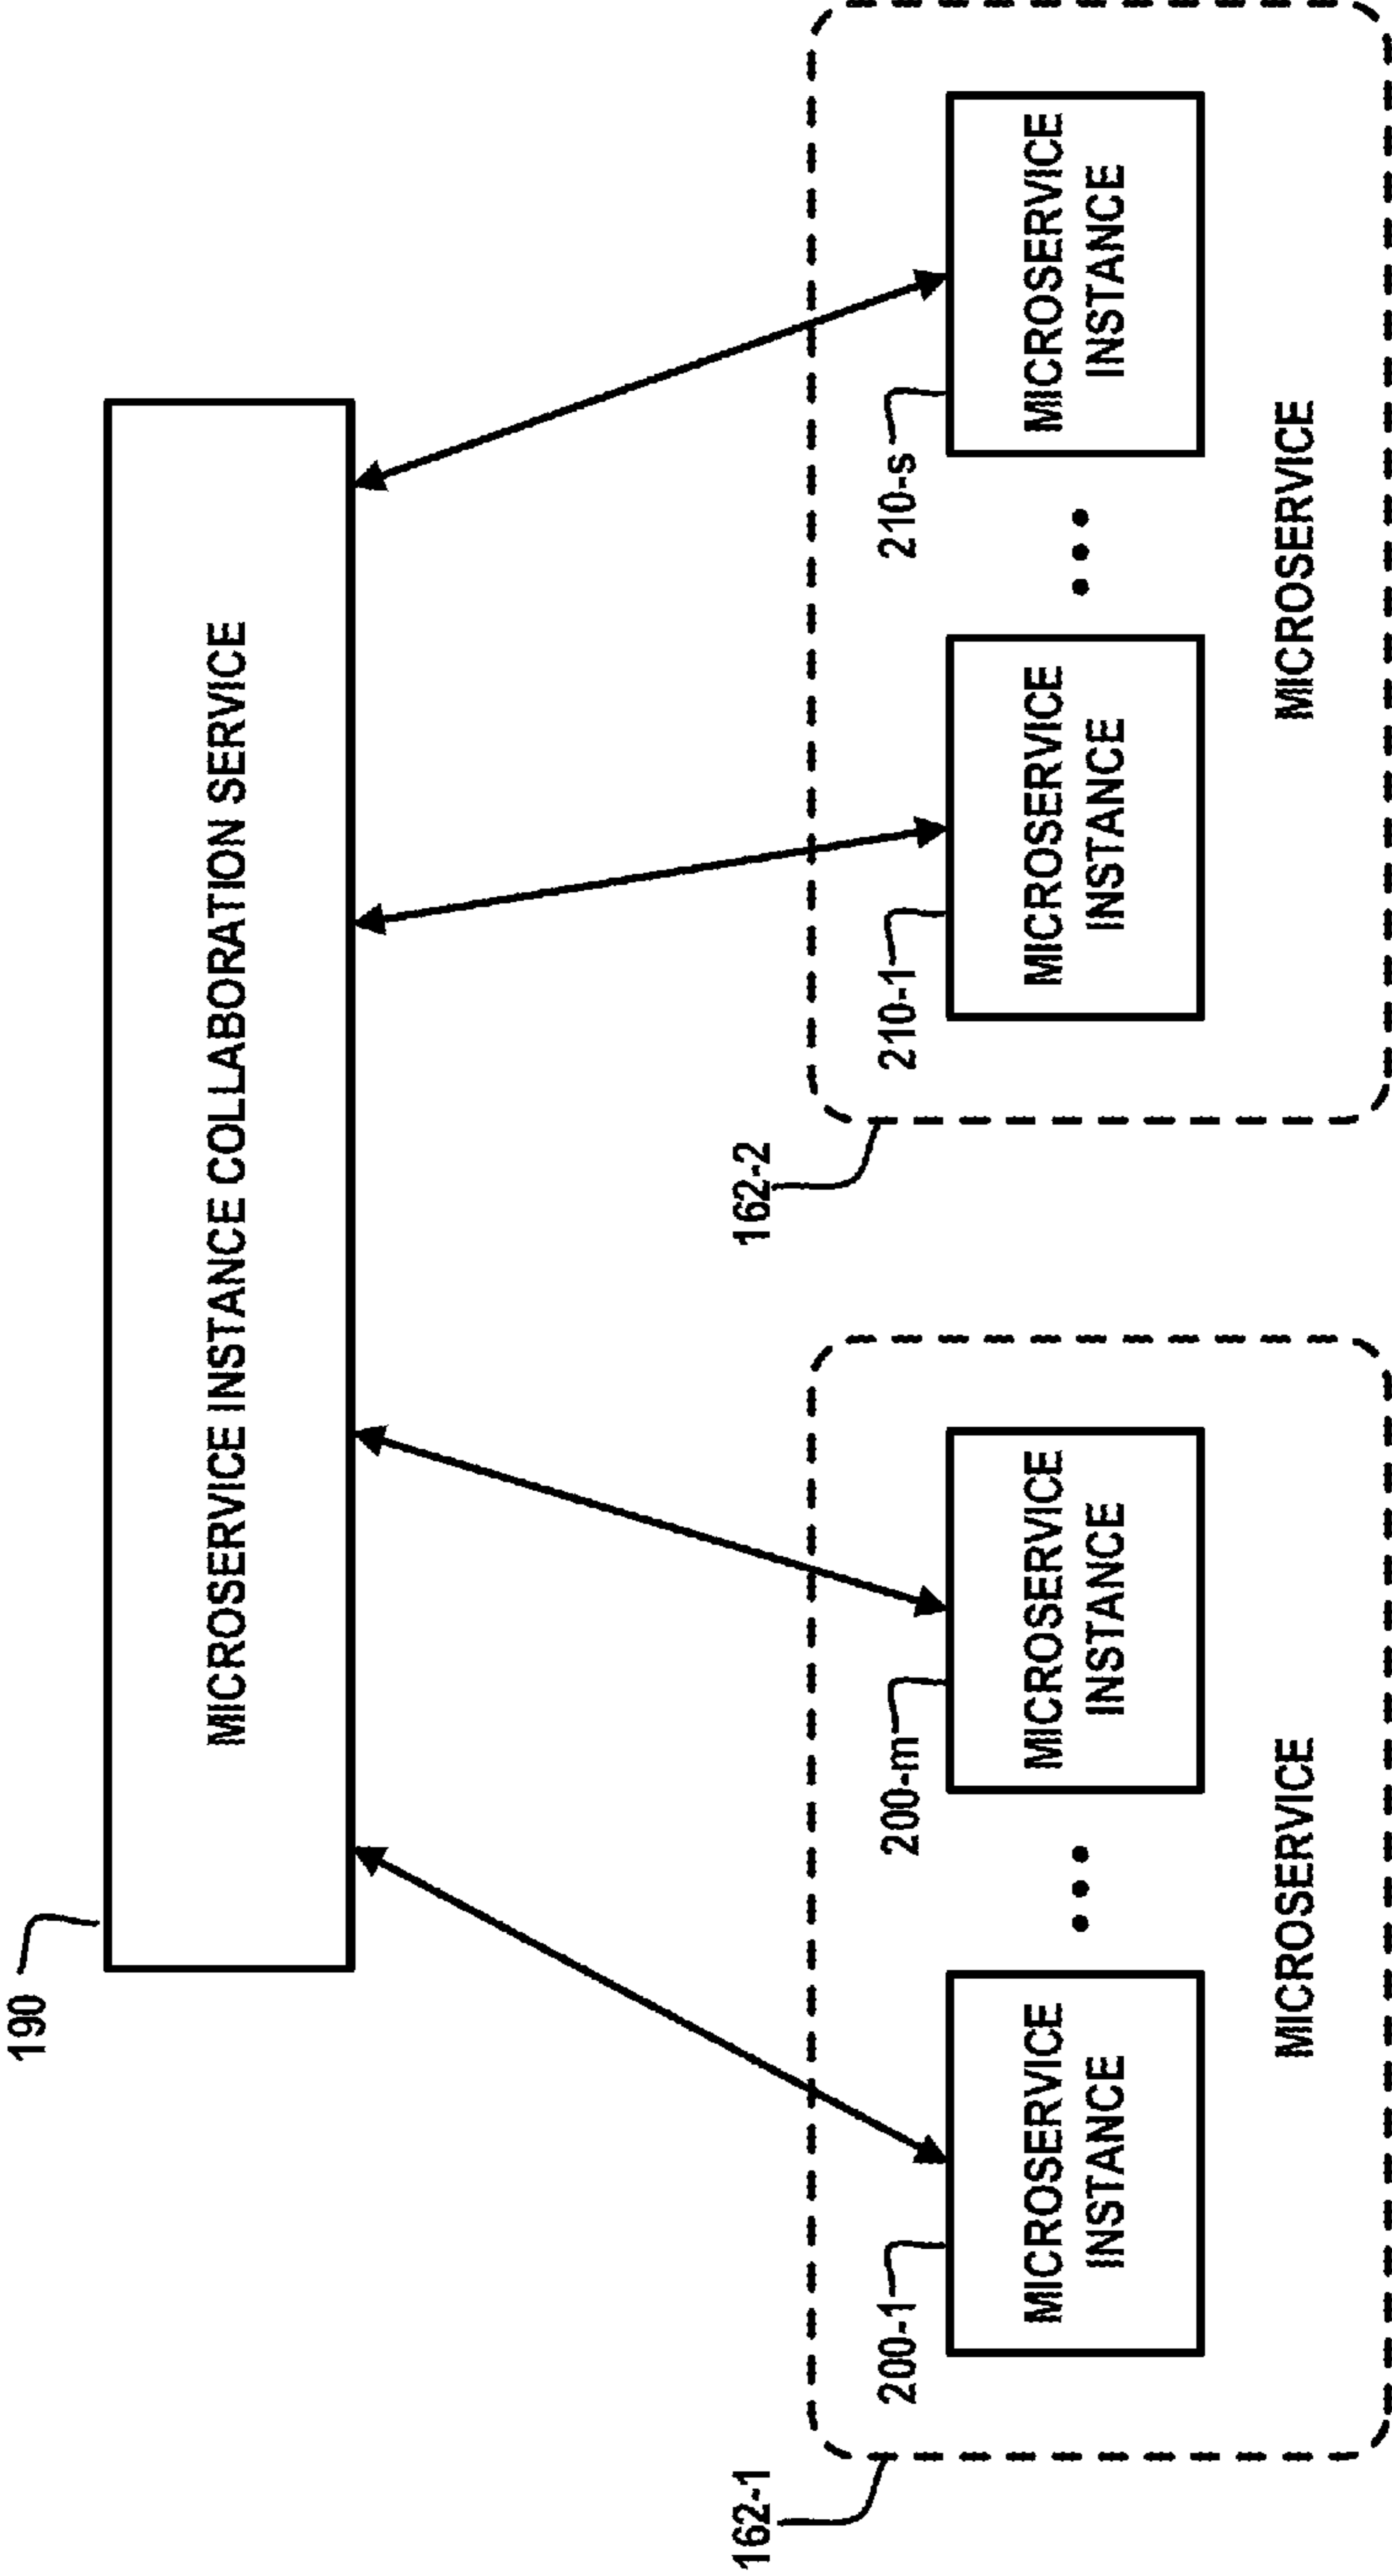 190
MICROSERVICE INSTANCE COLLABORATION SERVICE
162-1
162-2
200-1
200-m
210-1
210-s
MICROSERVICE
INSTANCE
MICROSERVICE
INSTANCE
MICROSERVICE
INSTANCE
MICROSERVICE
INSTANCE
MICROSERVICE
MICROSERVICE